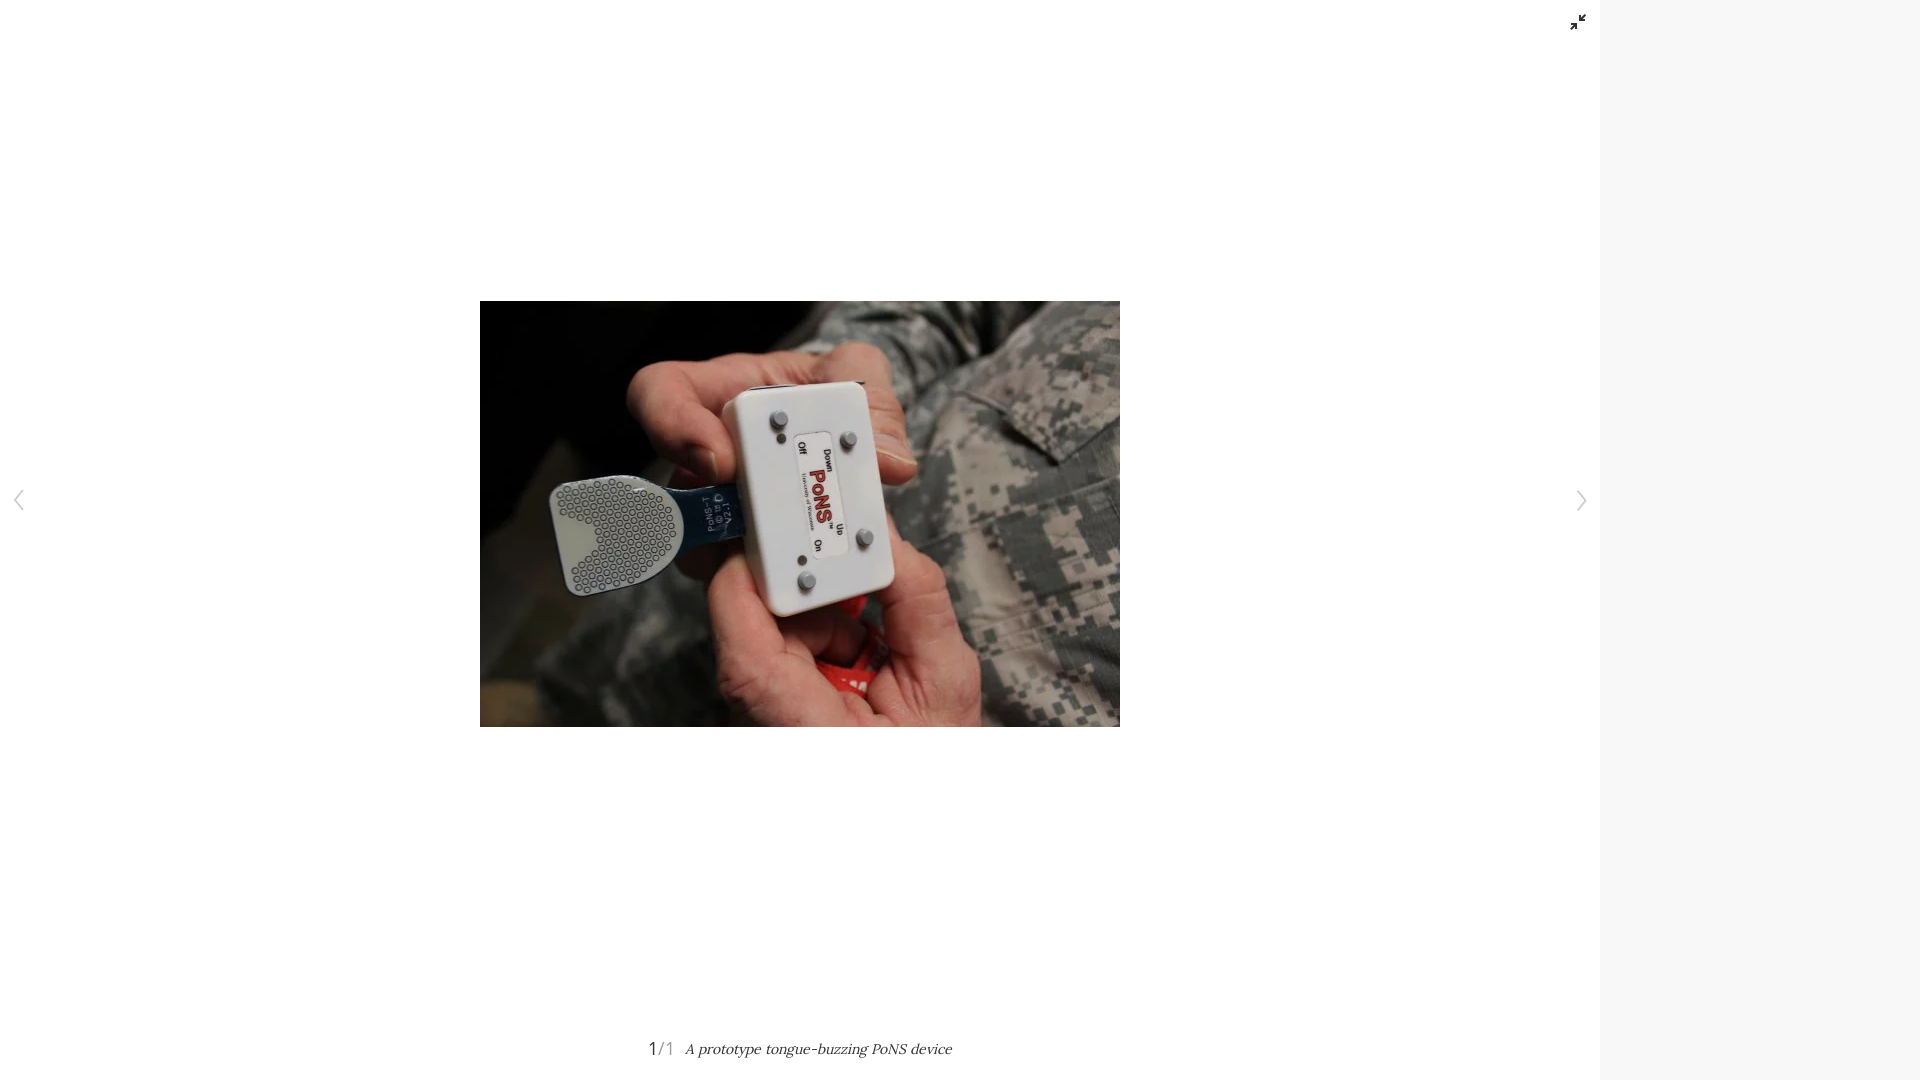 Off
Down
PoNS™
University of Wisconsin
Up
On
PoNS-T
V2.1
1/1 A prototype tongue-buzzing PoNS device